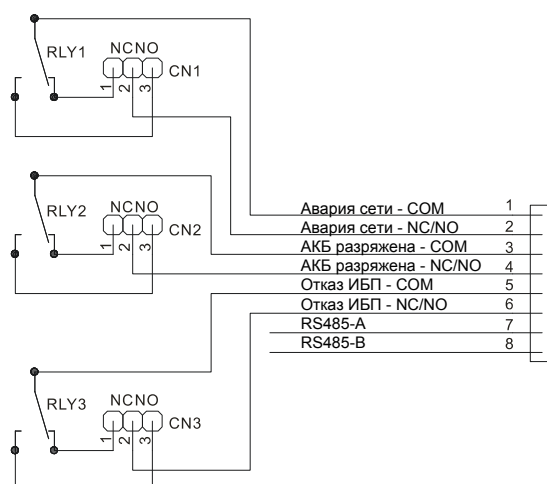 RLY1
NC NO
CN1
1 2 3
RLY2
NC NO
CN2
1 2 3
Авария сети - COM 1
Авария сети - NC/NO 2
АКБ разряжена - COM 3
АКБ разряжена - NC/NO 4
Отказ ИБП - COM 5
Отказ ИБП - NC/NO 6
RS485-A 7
RS485-B 8
RLY3
NC NO
CN3
1 2 3